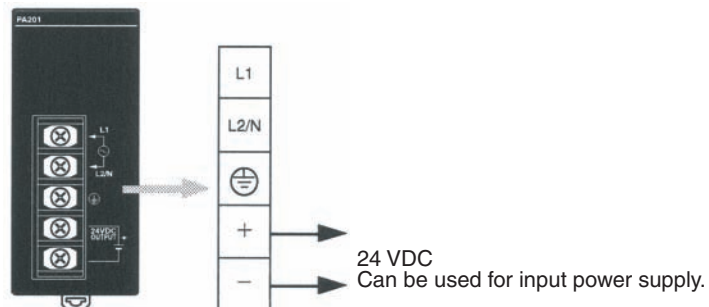 PA201
L1
L2/N
24VDC
OUTPUT
+
L1
L2/N
+
−
24 VDC
Can be used for input power supply.